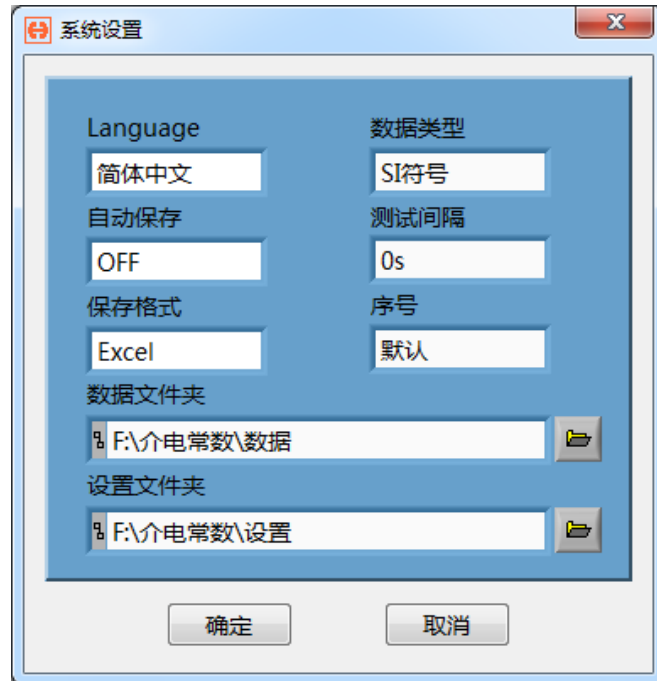 系统设置
Language 数据类型
简体中文 SI符号
自动保存 测试间隔
OFF 0s
保存格式 序号
Excel 默认
数据文件夹
F:\介电常数\数据
设置文件夹
F:\介电常数\设置
确定 取消